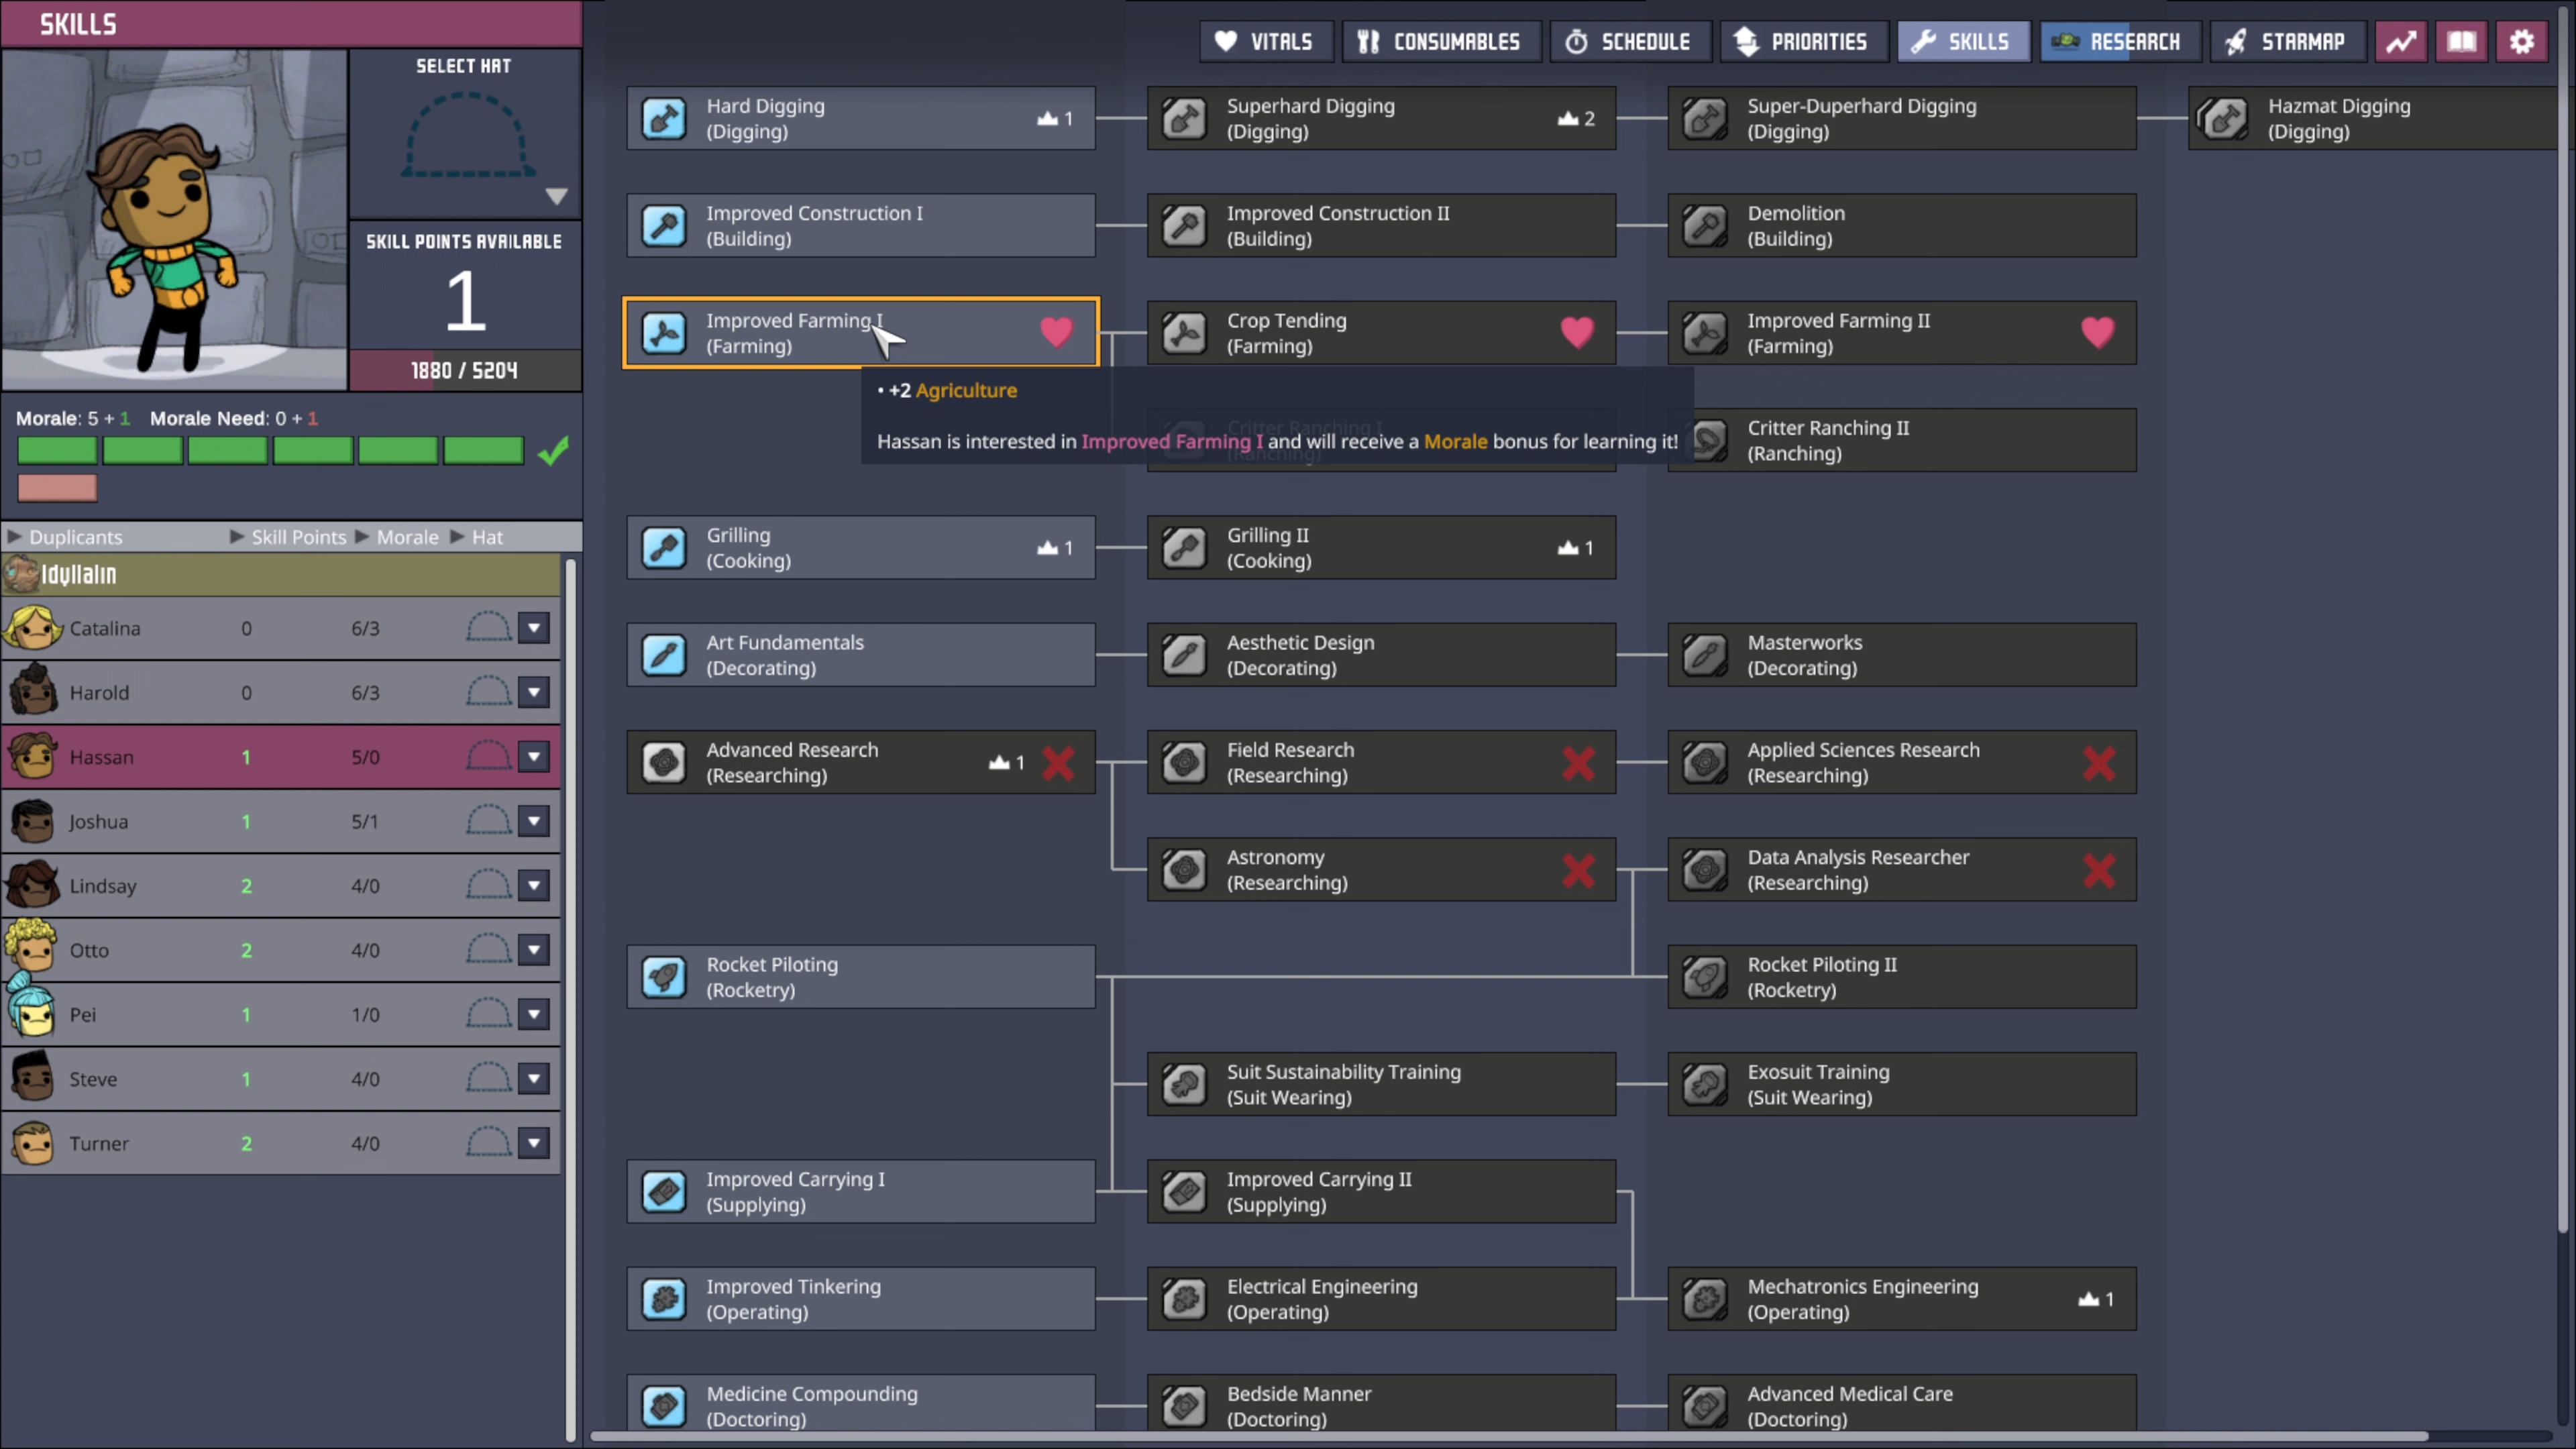 SKILLS
VITALS
CONSUMABLES
SCHEDULE
PRIORITIES
SKILLS
RESEARCH
STARMAP
SELECT HAT
SKILL POINTS AVAILABLE
1
1880 / 5204
Morale: 5 + 1 Morale Need: 0 + 1
Duplicants Skill Points Morale Hat
Idyllalin
Catalina 0 6/3
Harold 0 6/3
Hassan 1 5/0
Joshua 1 5/1
Lindsay 2 4/0
Otto 2 4/0
Pei 1 1/0
Steve 1 4/0
Turner 2 4/0
Hard Digging
(Digging)
1
Superhard Digging
(Digging)
2
Super-Duperhard Digging
(Digging)
Hazmat Digging
(Digging)
Improved Construction I
(Building)
Improved Construction II
(Building)
Demolition
(Building)
Improved Farming I
(Farming)
Crop Tending
(Farming)
Improved Farming II
(Farming)
• +2 Agriculture
Hassan is interested in Improved Farming I and will receive a Morale bonus for learning it!
Critter Ranching I
(Ranching)
Critter Ranching II
(Ranching)
Grilling
(Cooking)
1
Grilling II
(Cooking)
1
Art Fundamentals
(Decorating)
Aesthetic Design
(Decorating)
Masterworks
(Decorating)
Advanced Research
(Researching)
1
Field Research
(Researching)
Applied Sciences Research
(Researching)
Astronomy
(Researching)
Data Analysis Researcher
(Researching)
Rocket Piloting
(Rocketry)
Rocket Piloting II
(Rocketry)
Suit Sustainability Training
(Suit Wearing)
Exosuit Training
(Suit Wearing)
Improved Carrying I
(Supplying)
Improved Carrying II
(Supplying)
Improved Tinkering
(Operating)
Electrical Engineering
(Operating)
Mechatronics Engineering
(Operating)
1
Medicine Compounding
(Doctoring)
Bedside Manner
(Doctoring)
Advanced Medical Care
(Doctoring)